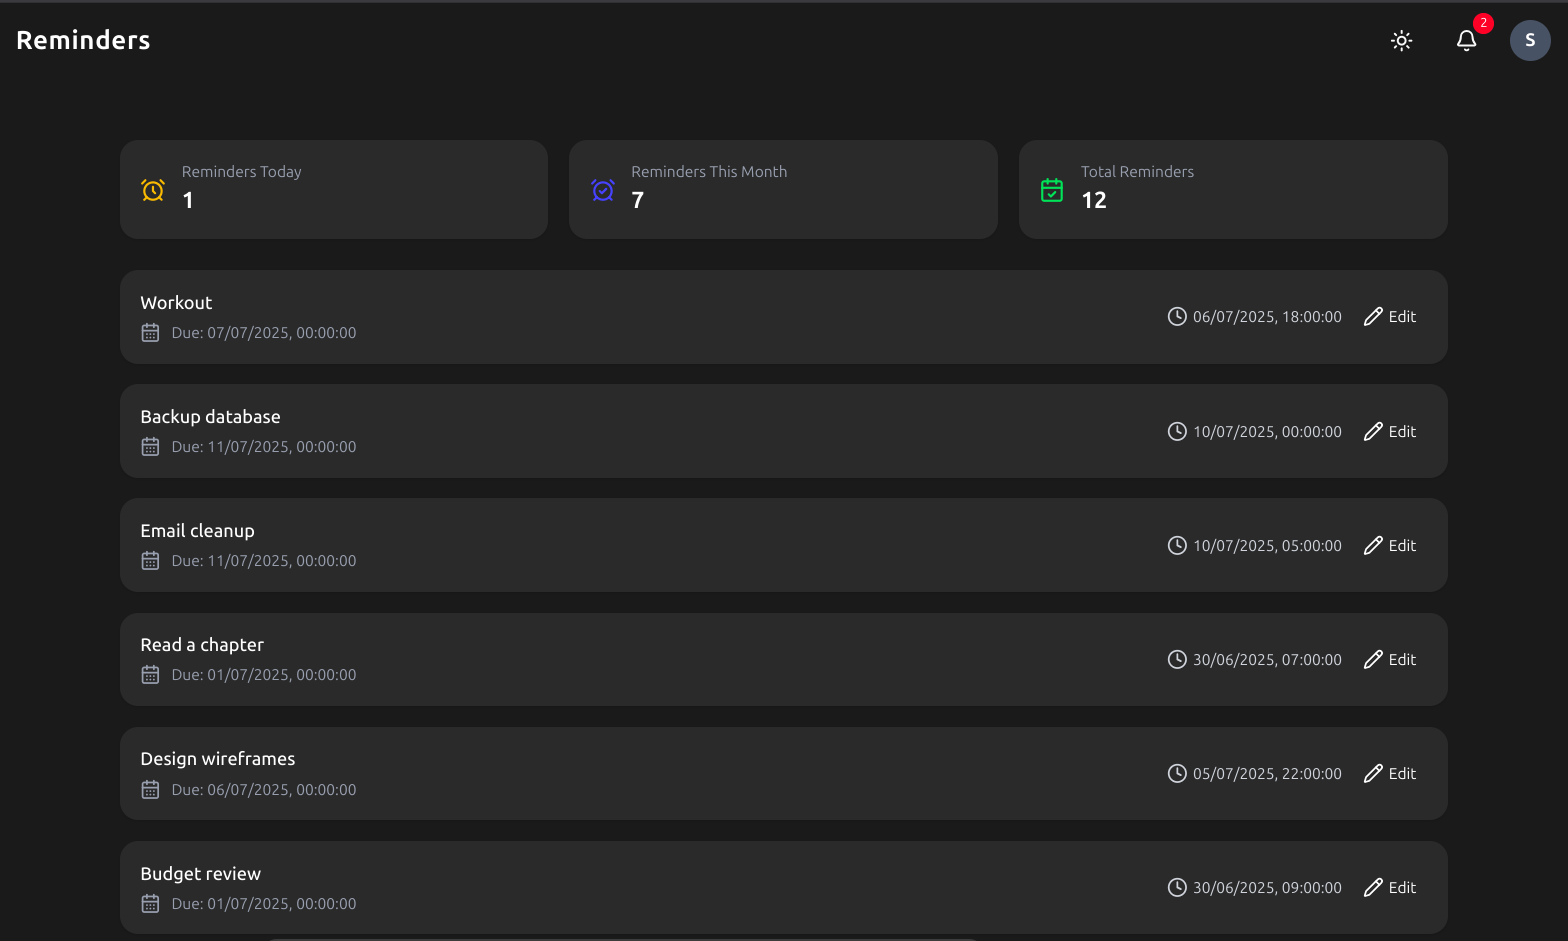 Reminders
2
S
Reminders Today
1
Reminders This Month
7
Total Reminders
12
Workout
Due: 07/07/2025, 00:00:00
06/07/2025, 18:00:00
Edit
Backup database
Due: 11/07/2025, 00:00:00
10/07/2025, 00:00:00
Edit
Email cleanup
Due: 11/07/2025, 00:00:00
10/07/2025, 05:00:00
Edit
Read a chapter
Due: 01/07/2025, 00:00:00
30/06/2025, 07:00:00
Edit
Design wireframes
Due: 06/07/2025, 00:00:00
05/07/2025, 22:00:00
Edit
Budget review
Due: 01/07/2025, 00:00:00
30/06/2025, 09:00:00
Edit